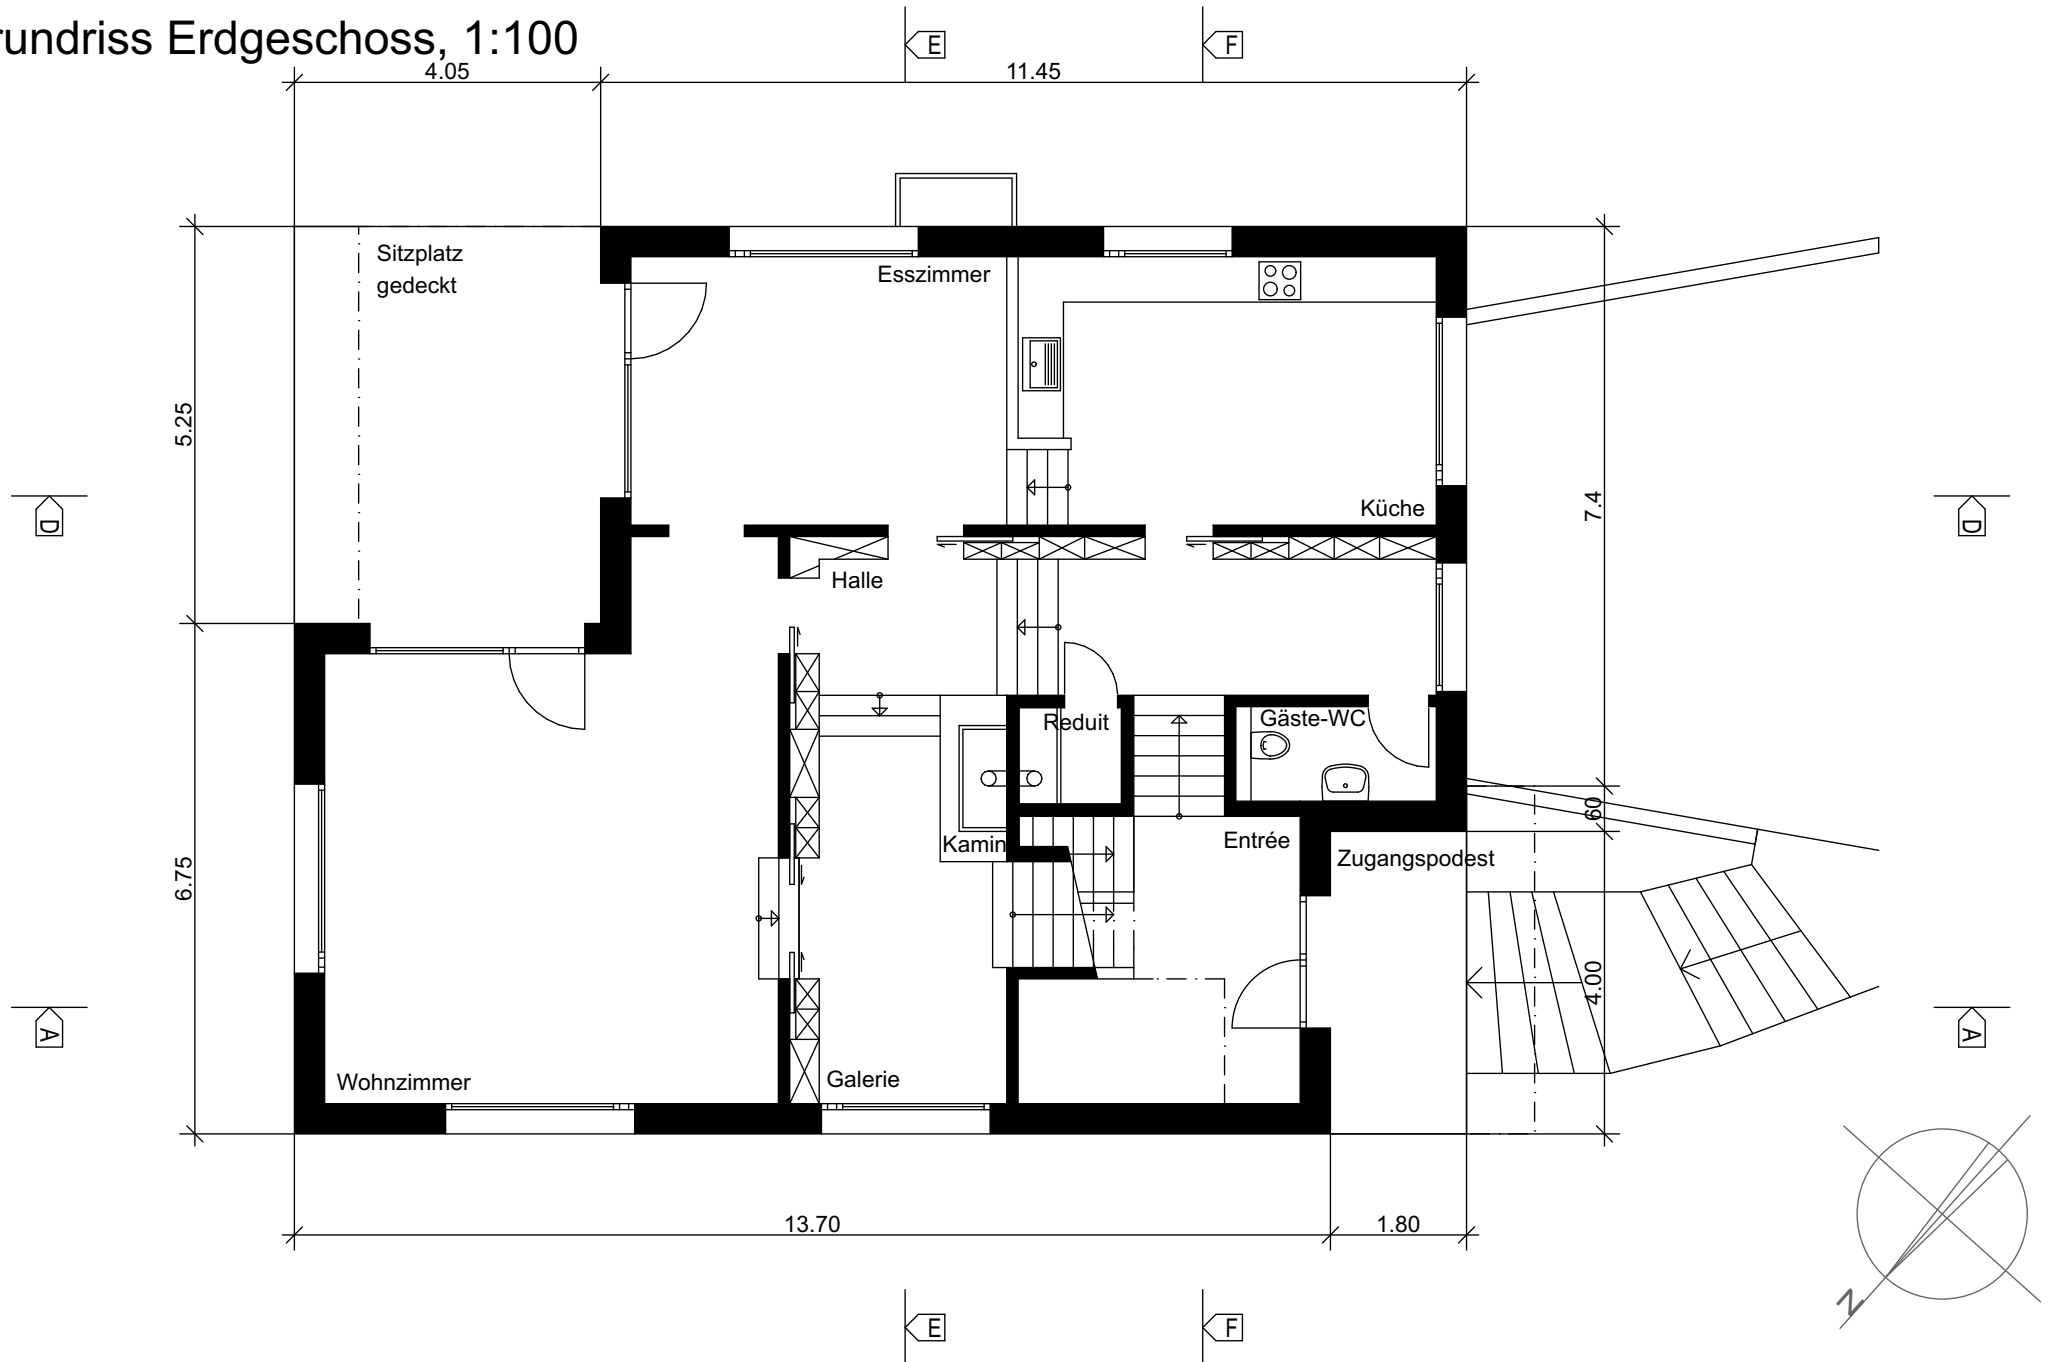 rundriss Erdgeschoss, 1:100
E
F
4.05
11.45
Sitzplatz
gedeckt
Esszimmer
5.25
7.4
Küche
D
D
Halle
Reduit
Gäste-WC
60
Kamin
Entrée
Zugangspodest
6.75
4.00
A
A
Wohnzimmer
Galerie
13.70
1.80
N
E
F